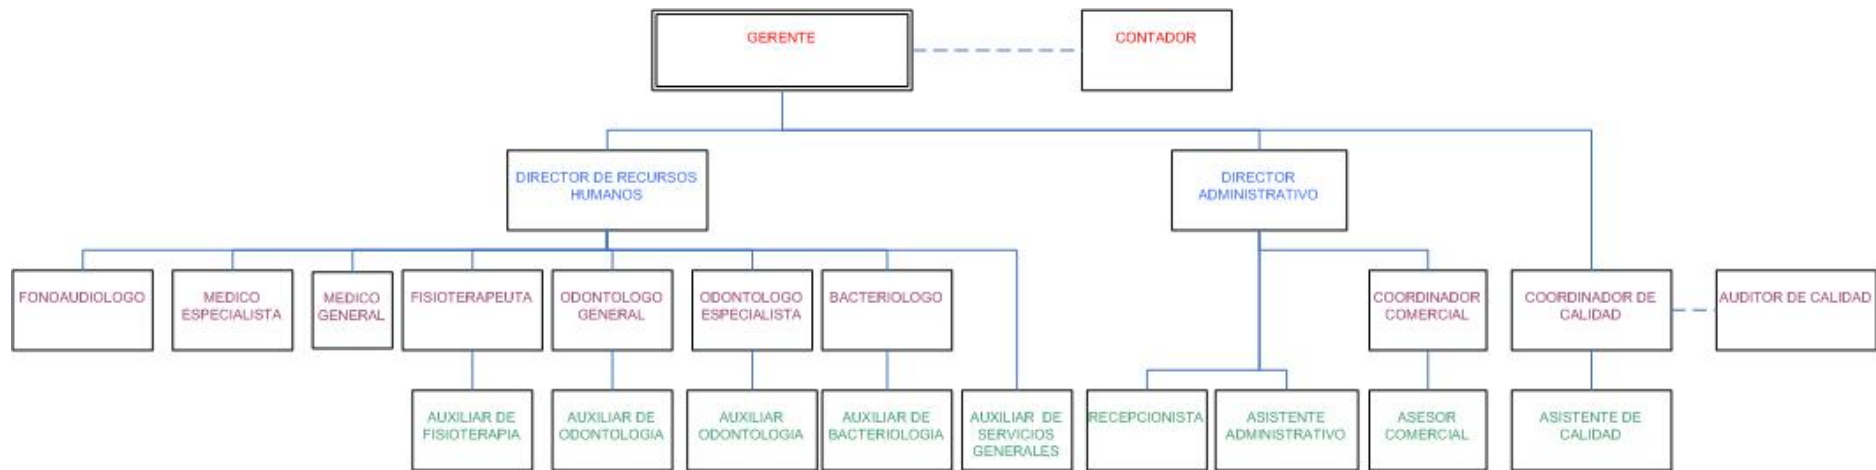 GERENTE
CONTADOR
DIRECTOR DE RECURSOS
HUMANOS
DIRECTOR
ADMINISTRATIVO
FONOAUDIOLOGO
MEDICO
ESPECIALISTA
MEDICO
GENERAL
FISIOTERAPEUTA
ODONTOLOGO
GENERAL
ODONTOLOGO
ESPECIALISTA
BACTERIOLOGO
COORDINADOR
COMERCIAL
COORDINADOR DE
CALIDAD
AUDITOR DE CALIDAD
AUXILIAR DE
FISIOTERAPIA
AUXILIAR DE
ODONTOLOGIA
AUXILIAR
ODONTOLOGIA
AUXILIAR DE
BACTERIOLOGIA
AUXILIAR DE
SERVICIOS
GENERALES
RECEPCIONISTA
ASISTENTE
ADMINISTRATIVO
ASESOR
COMERCIAL
ASISTENTE DE
CALIDAD